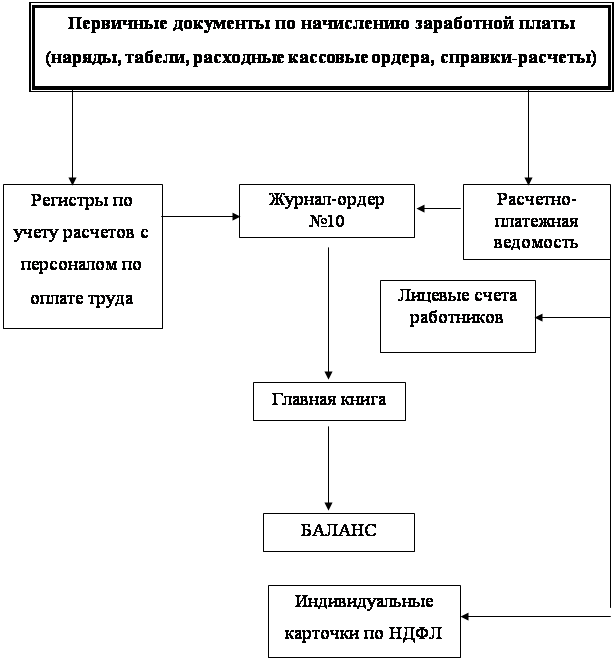 Первичные документы по начислению заработной платы
(наряды, табели, расходные кассовые ордера, справки-расчеты)
Регистры по
учету расчетов с
персоналом по
оплате труда
Журнал-ордер
№10
Расчетно-
платежная
ведомость
Лицевые счета
работников
Главная книга
БАЛАНС
Индивидуальные
карточки по НДФЛ